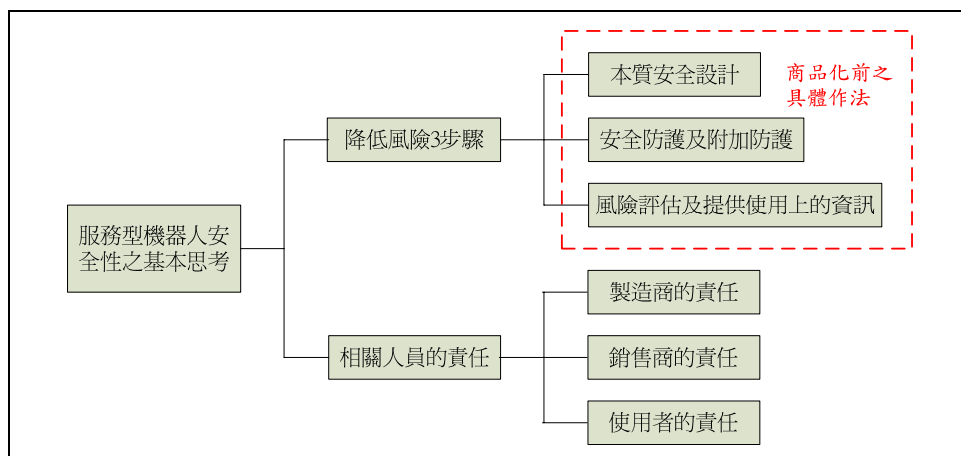 服務型機器人安
全性之基本思考
降低風險3步驟
本質安全設計
安全防護及附加防護
風險評估及提供使用上的資訊
商品化前之
具體作法
相關人員的責任
製造商的責任
銷售商的責任
使用者的責任